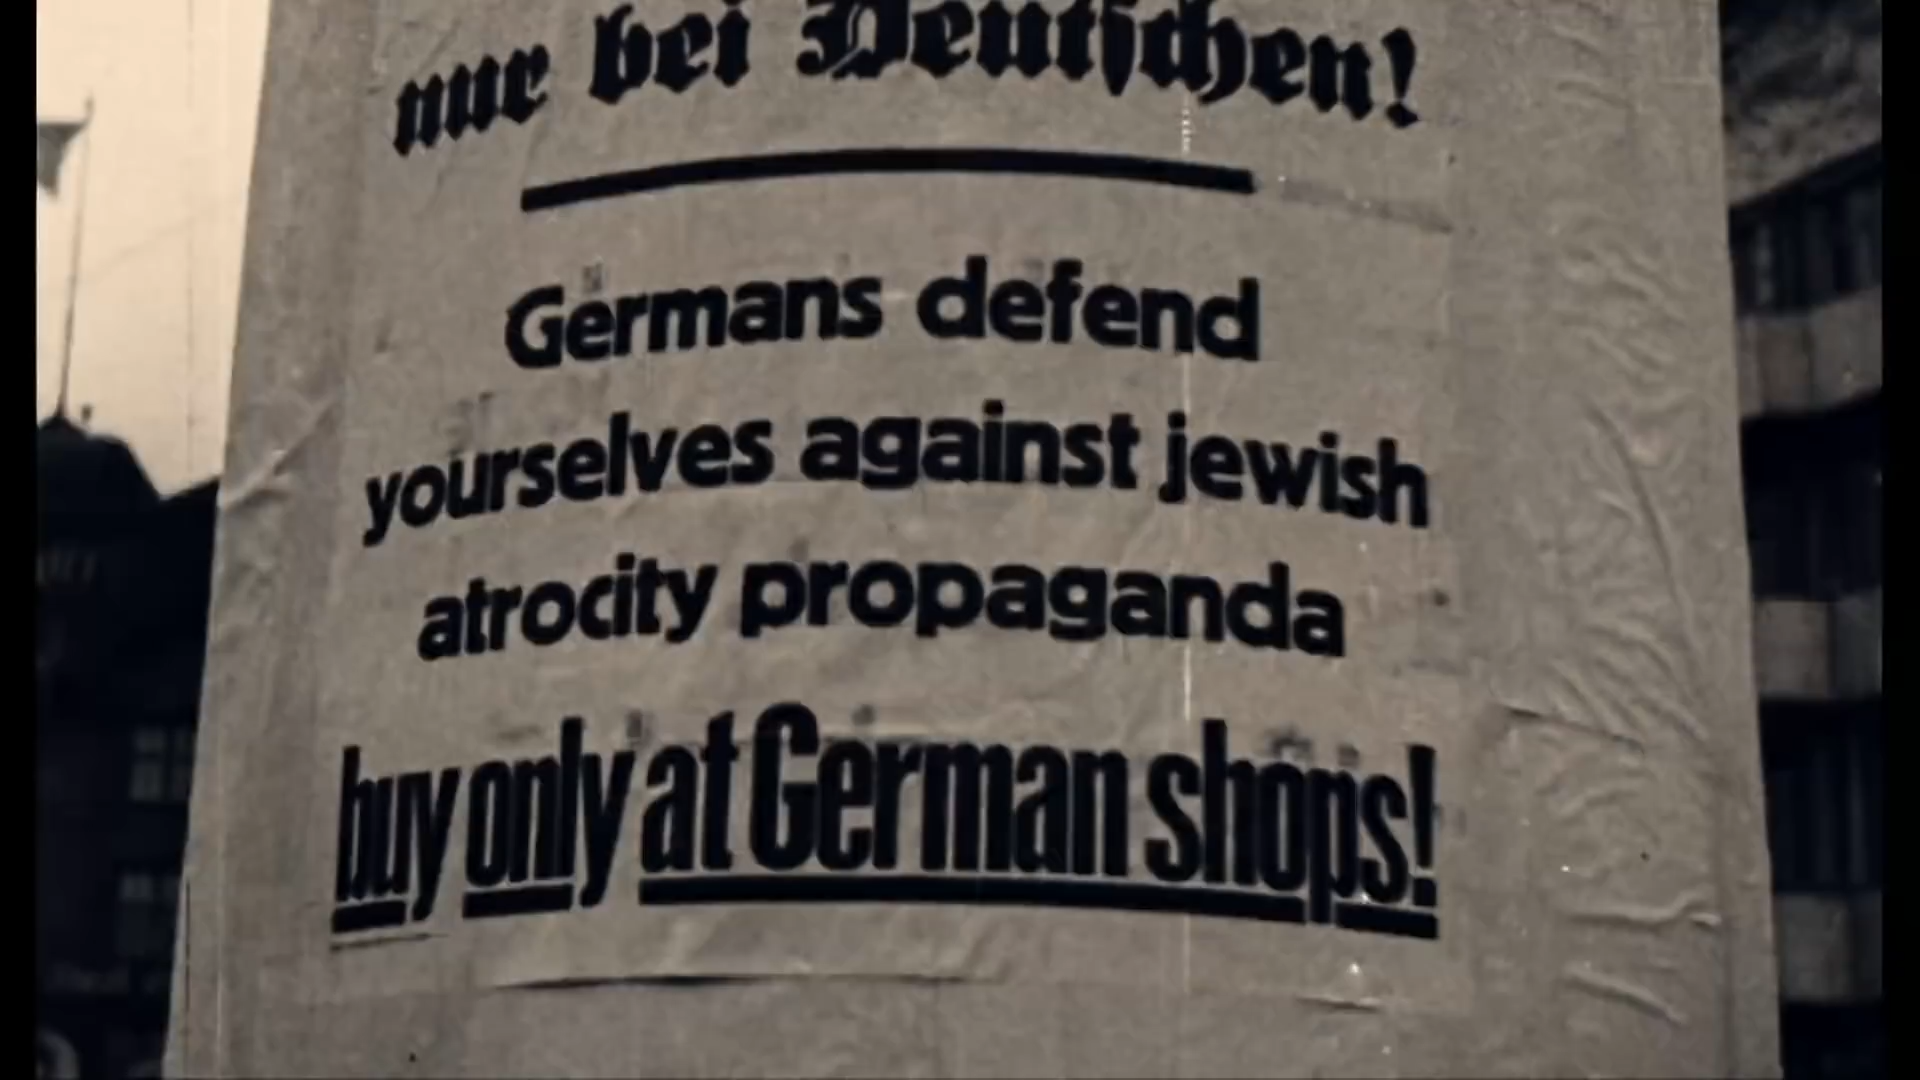 nur bei Deutschen!
Germans defend
yourselves against jewish
atrocity propaganda
buy only at German shops!